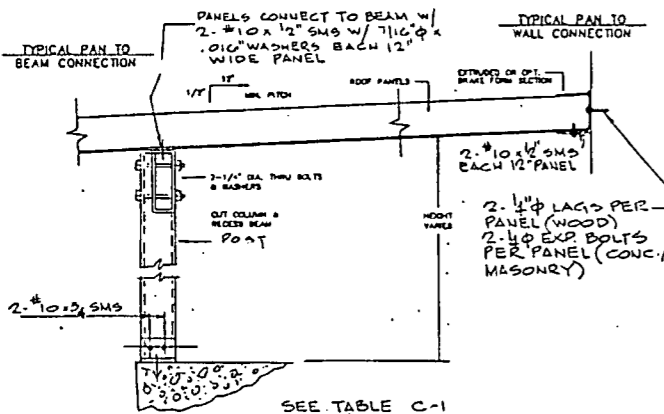 PANELS CONNECT TO BEAM W/
2-#10 x ½" SMS W/ 7/16"φ x
.016" WASHERS EACH 12"
WIDE PANEL
TYPICAL PAN TO
BEAM CONNECTION
TYPICAL PAN TO
WALL CONNECTION
12"
1/2"
MIN. PITCH
ROOF PANELS
EXTRUDED OR OPT.
BRAKE FORM SECTION
2-#10 x ½" SMS
EACH 12" PANEL
2-1/4" DIA. THRU BOLTS
& WASHERS
CUT COLUMN &
RECESS BEAM
POST
HEIGHT
VARIES
2-¼"φ LAGS PER
PANEL (WOOD)
2-¼φ EXP. BOLTS
PER PANEL (CONC./
MASONRY)
2-#10 x ¾ SMS
SEE TABLE C-1